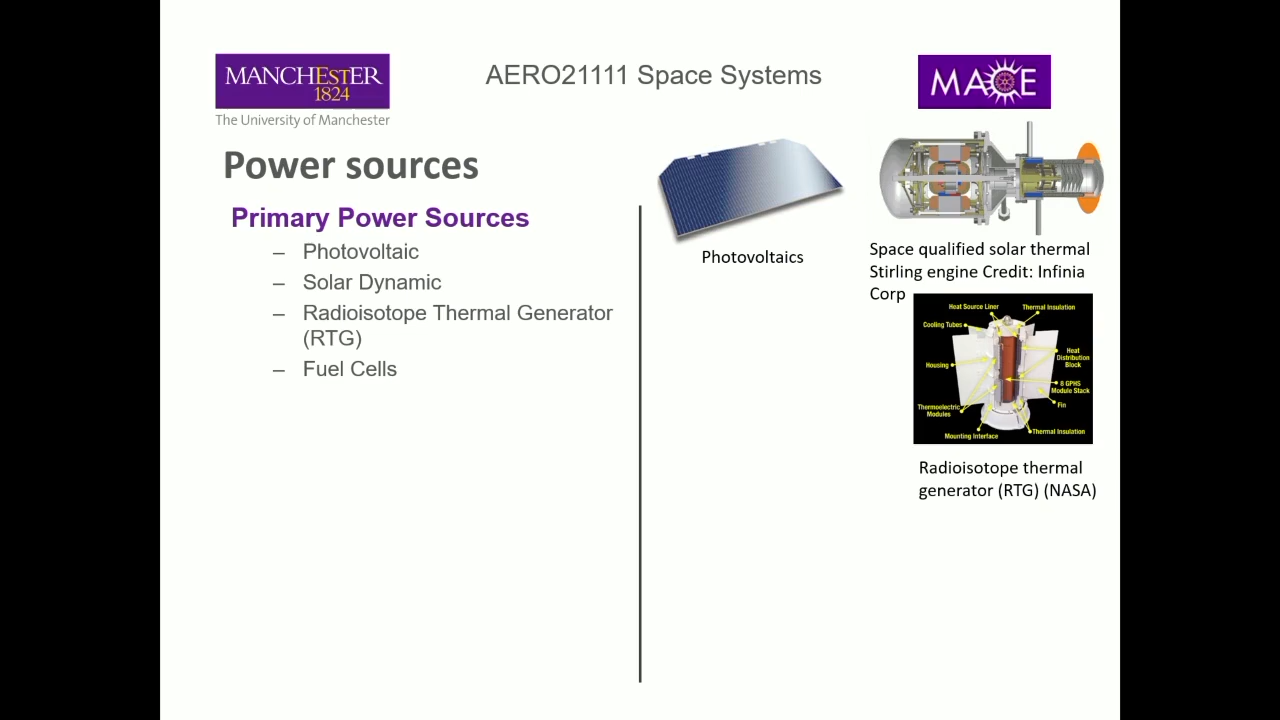 MANCHESTER
1824
The University of Manchester
AERO21111 Space Systems
MACE
Power sources
Primary Power Sources
– Photovoltaic
– Solar Dynamic
– Radioisotope Thermal Generator
(RTG)
– Fuel Cells
Photovoltaics
Space qualified solar thermal
Stirling engine Credit: Infinia
Corp
Heat Source Liner
Thermal Insulation
Cooling Tubes
Heat
Distribution
Block
Housing
8 GPHS
Module Stack
Fin
Thermoelectric
Modules
Thermal Insulation
Mounting Interface
Radioisotope thermal
generator (RTG) (NASA)